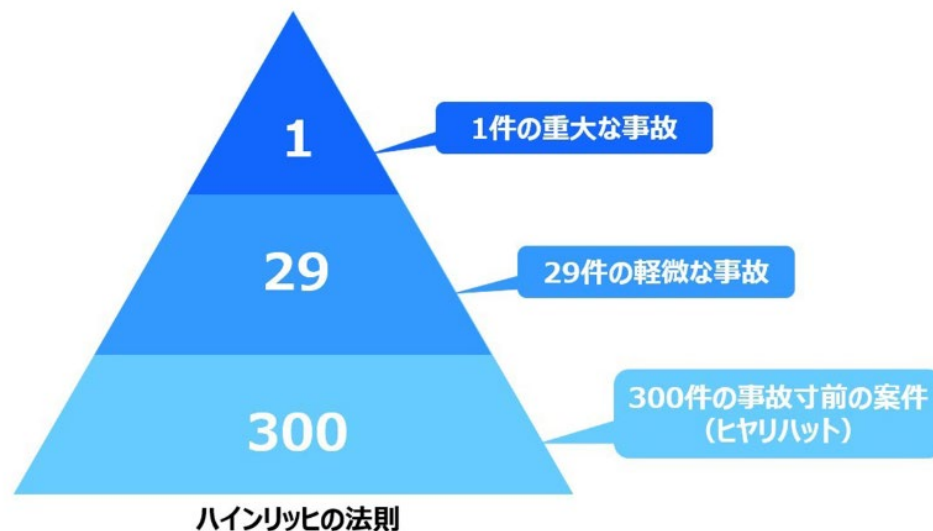 1
1件の重大な事故
29
29件の軽微な事故
300
300件の事故寸前の案件
（ヒヤリハット）
ハインリッヒの法則